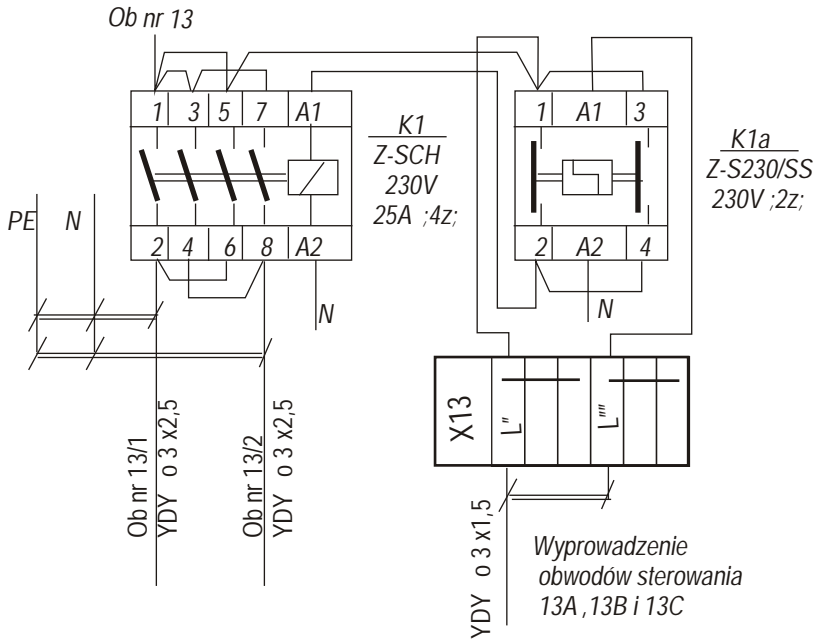 Ob nr 13
1 3 5 7 A1
2 4 6 8 A2
K1
Z-SCH
230V
25A ;4z;
1 A1 3
2 A2 4
K1a
Z-S230/SS
230V ;2z;
PE N
N
N
X13
L"
L""
Ob nr 13/1
YDY o 3 x2,5
Ob nr 13/2
YDY o 3 x2,5
YDY o 3 x1,5
Wyprowadzenie
obwodów sterowania
13A ,13B i 13C